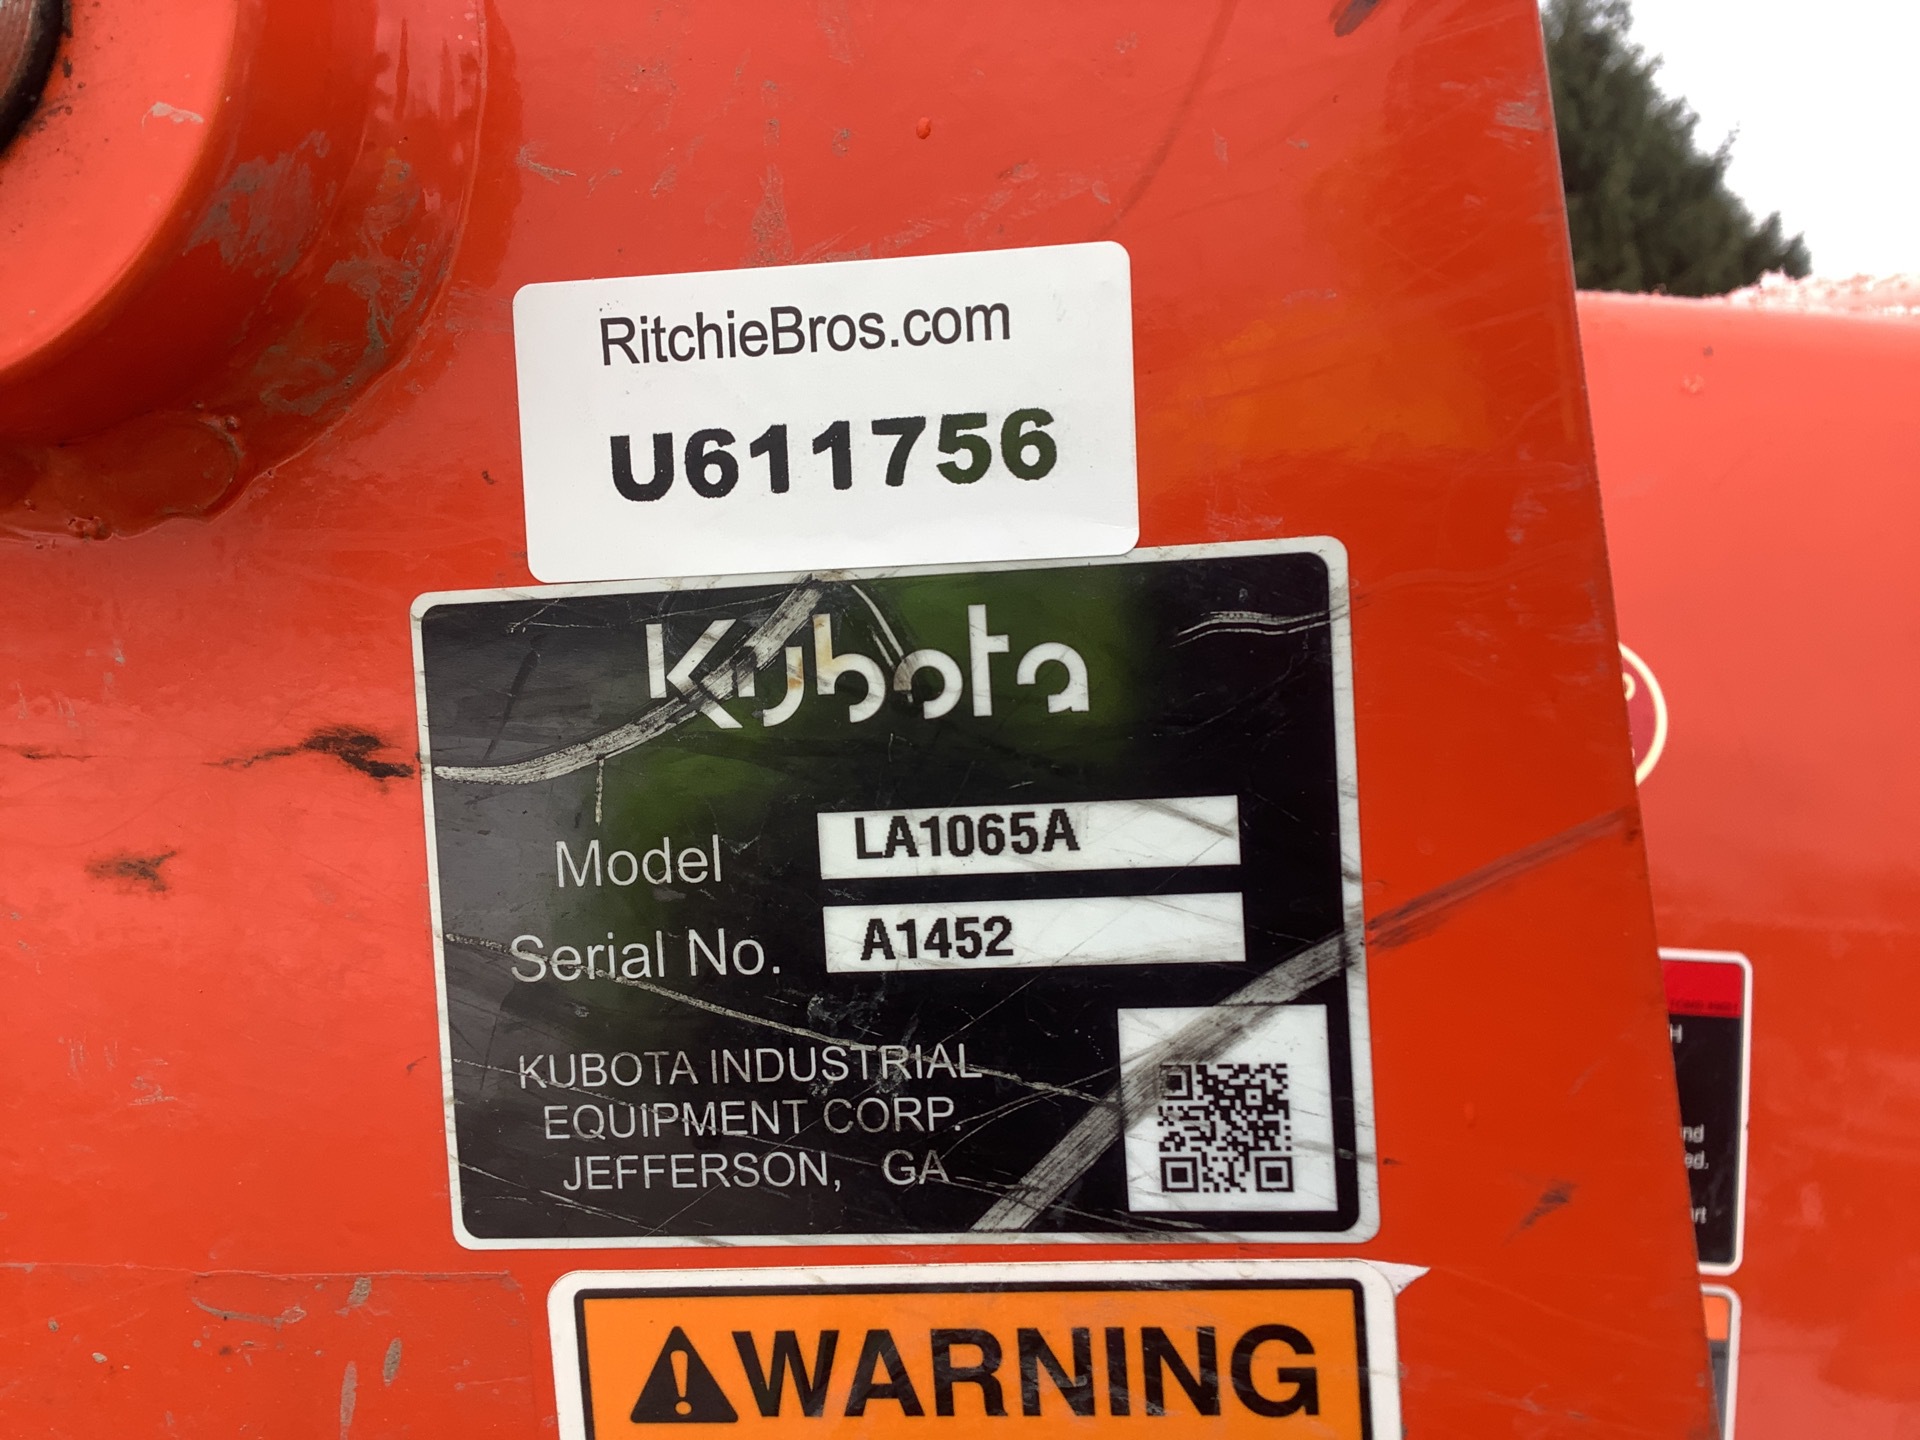 RitchieBros.com
U611756
Kubota
Model LA1065A
Serial No. A1452
KUBOTA INDUSTRIAL
EQUIPMENT CORP.
JEFFERSON, GA
WARNING